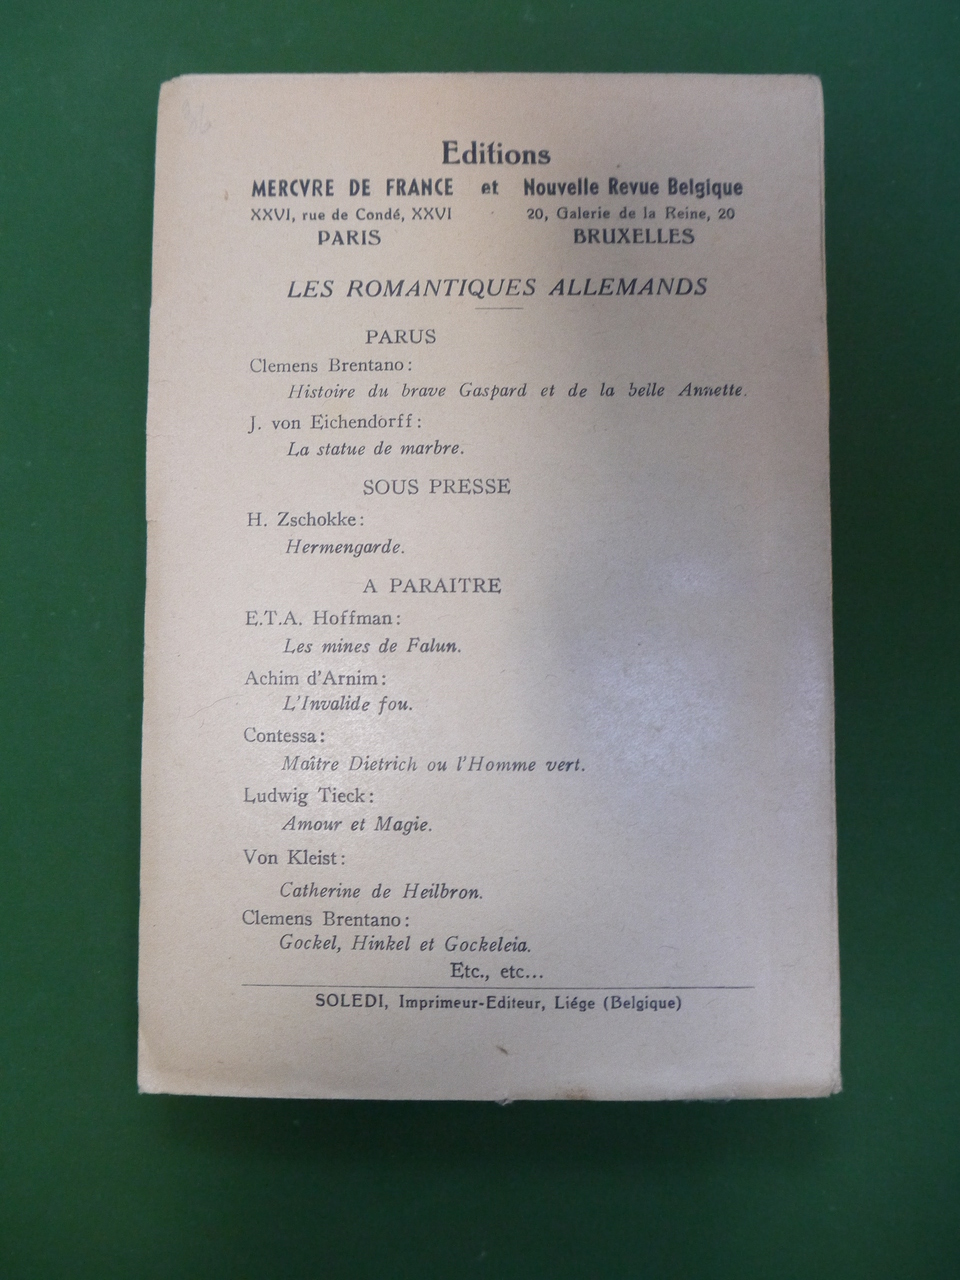 Editions
MERCVRE DE FRANCE et Nouvelle Revue Belgique
XXVI, rue de Condé, XXVI 20, Galerie de la Reine, 20
PARIS BRUXELLES
LES ROMANTIQUES ALLEMANDS
PARUS
Clemens Brentano:
Histoire du brave Gaspard et de la belle Annette.
J. von Eichendorff:
La statue de marbre.
SOUS PRESSE
H. Zschokke:
Hermengarde.
A PARAITRE
E.T.A. Hoffman:
Les mines de Falun.
Achim d'Arnim:
L'Invalide fou.
Contessa:
Maître Dietrich ou l'Homme vert.
Ludwig Tieck:
Amour et Magie.
Von Kleist:
Catherine de Heilbron.
Clemens Brentano:
Gockel, Hinkel et Gockeleia.
Etc., etc...
SOLEDI, Imprimeur-Editeur, Liége (Belgique)